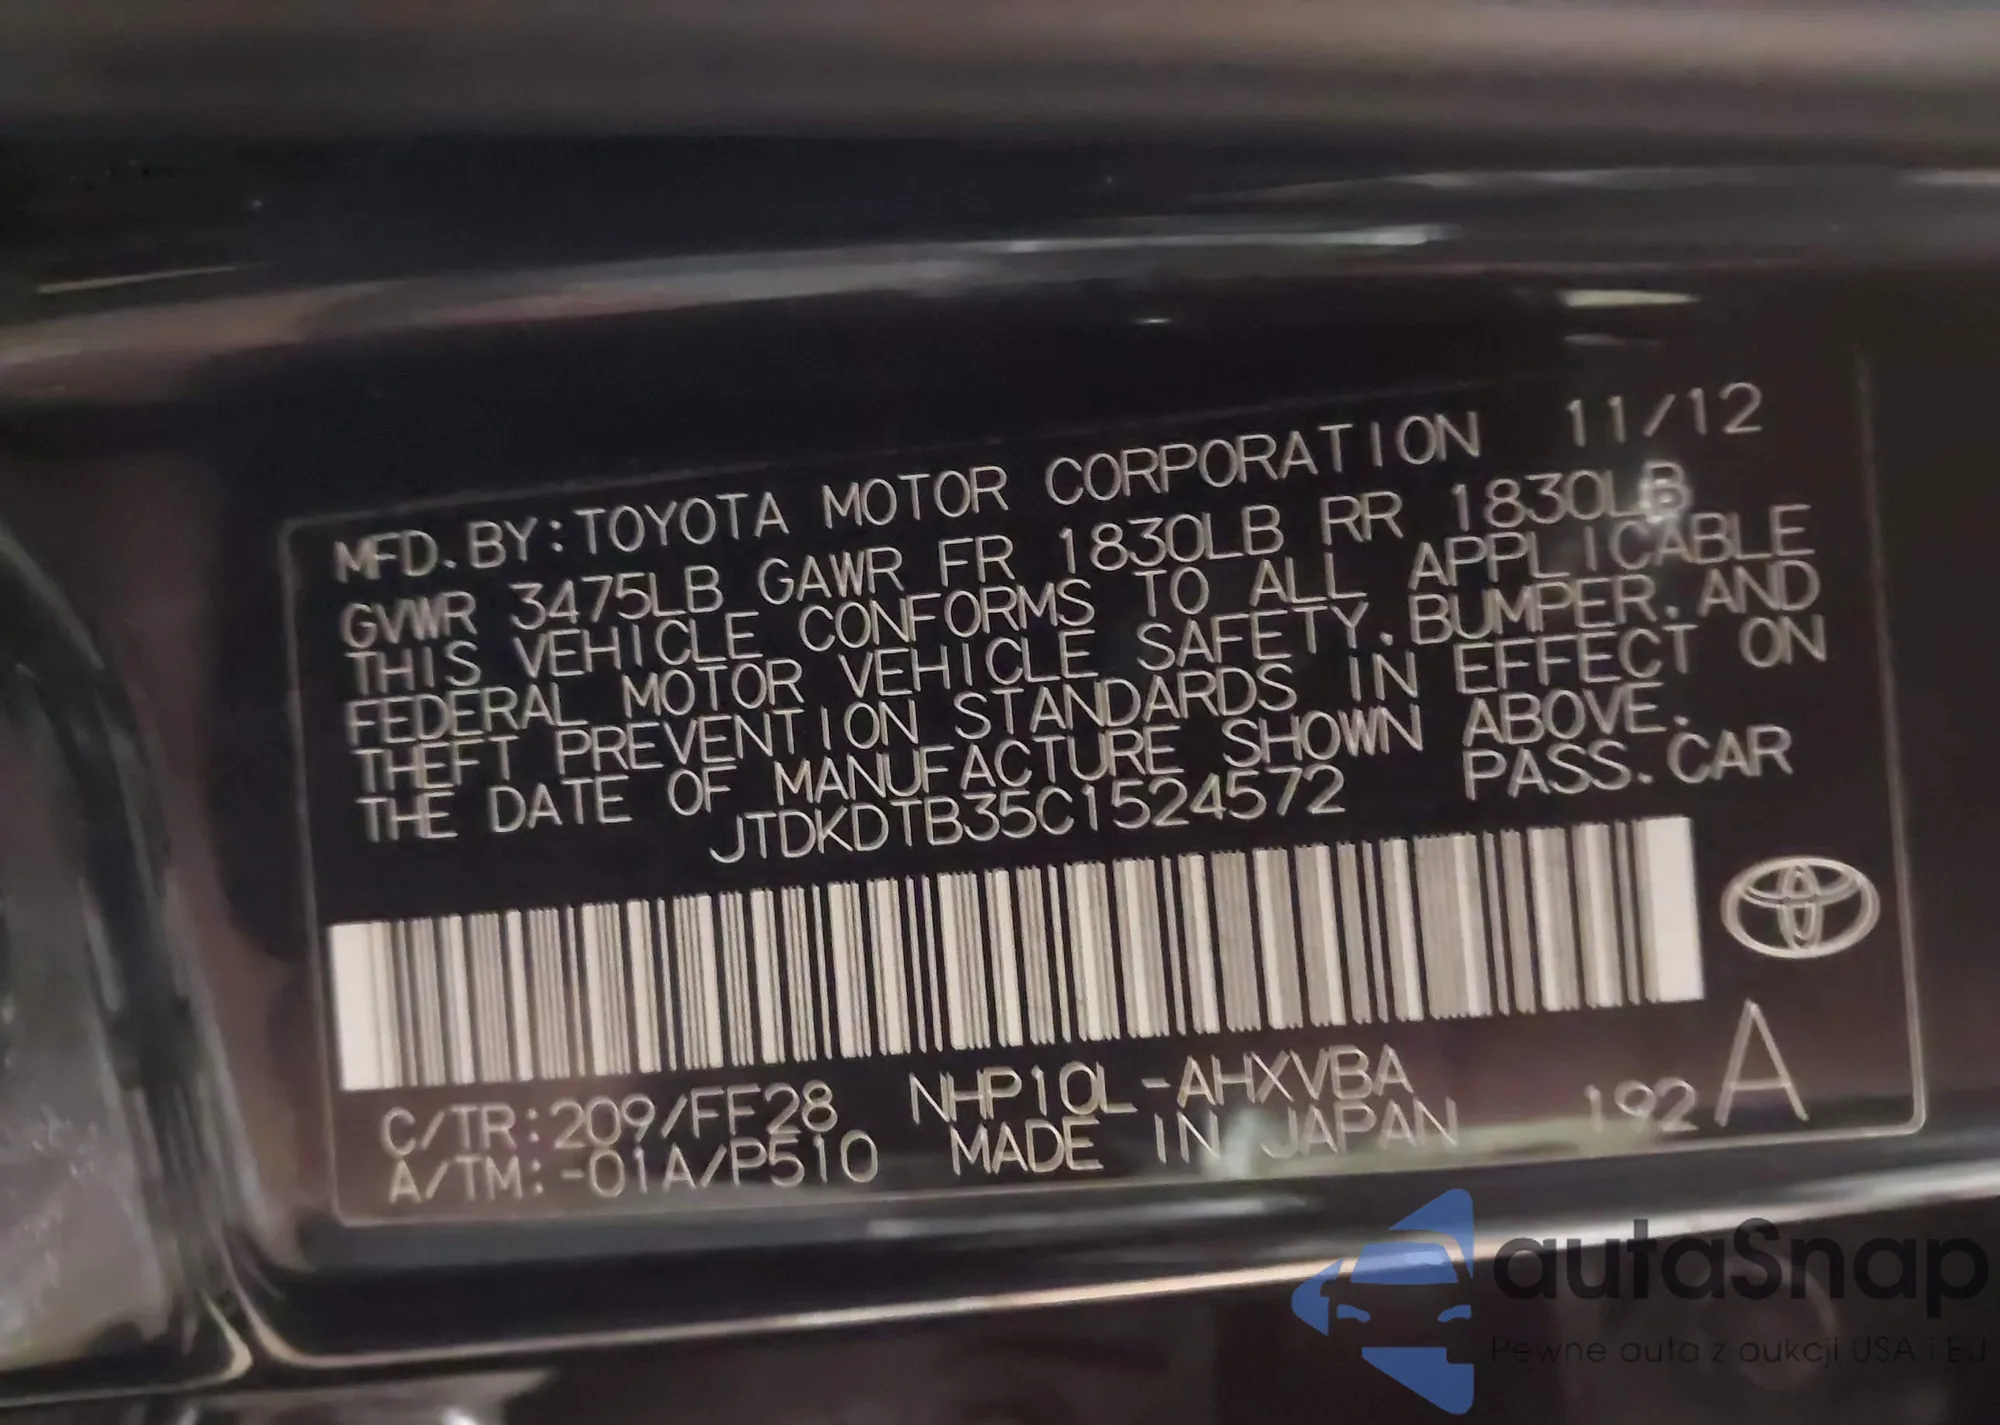 MFD.BY:TOYOTA MOTOR CORPORATION 11/12
GVWR 3475LB GAWR FR 1830LB RR 1830LB
THIS VEHICLE CONFORMS TO ALL APPLICABLE
FEDERAL MOTOR VEHICLE SAFETY,BUMPER,AND
THEFT PREVENTION STANDARDS IN EFFECT ON
THE DATE OF MANUFACTURE SHOWN ABOVE.
JTDKDTB35C1524572 PASS.CAR
C/TR:209/FF28 NHP10L-AHXVBA
A/TM:-01A/P510 MADE IN JAPAN 192 A
autaSnap
Pewne auta z aukcji USA i EU